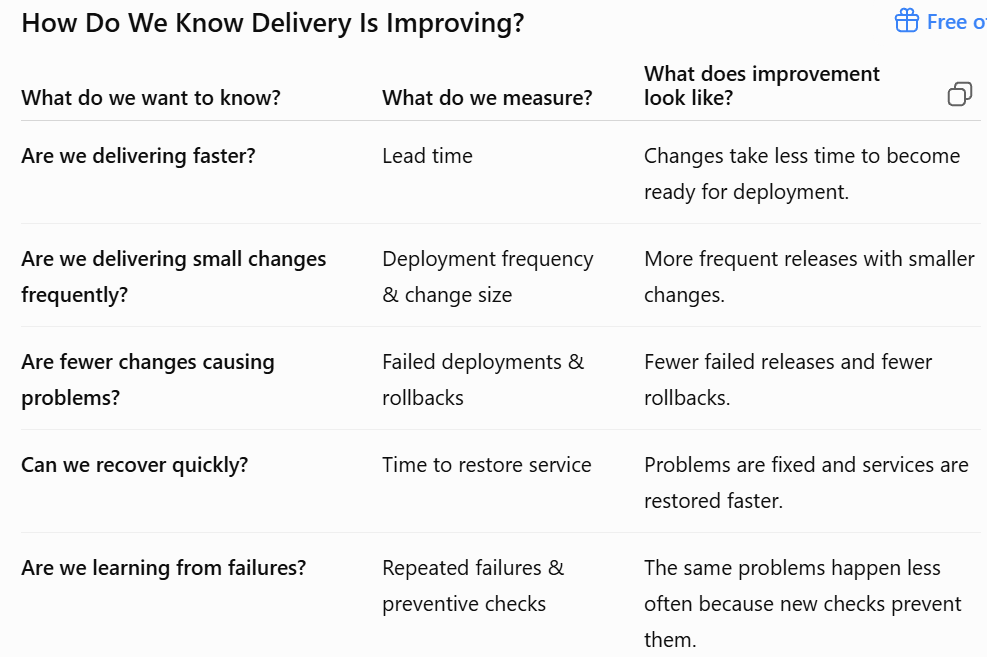 How Do We Know Delivery Is Improving?
Free o
What do we want to know?
What do we measure?
What does improvement
look like?
Are we delivering faster?
Lead time
Changes take less time to become
ready for deployment.
Are we delivering small changes
frequently?
Deployment frequency
& change size
More frequent releases with smaller
changes.
Are fewer changes causing
problems?
Failed deployments &
rollbacks
Fewer failed releases and fewer
rollbacks.
Can we recover quickly?
Time to restore service
Problems are fixed and services are
restored faster.
Are we learning from failures?
Repeated failures &
preventive checks
The same problems happen less
often because new checks prevent
them.